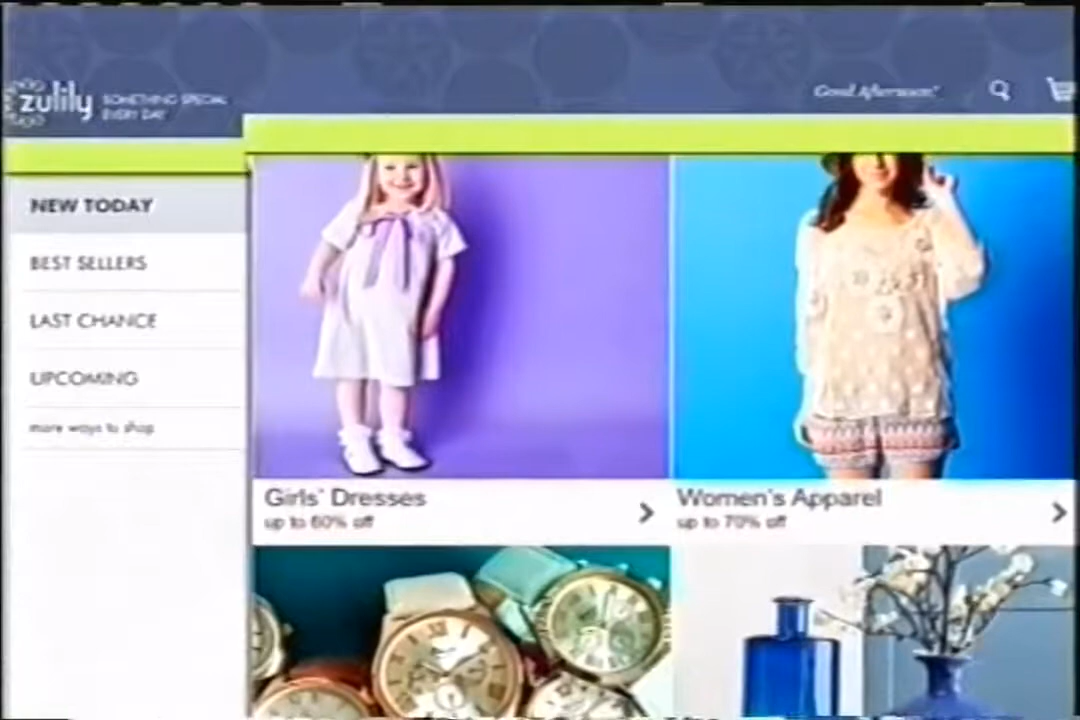 zulily
SOMETHING SPECIAL
EVERY DAY
Good Afternoon!
NEW TODAY
BEST SELLERS
LAST CHANCE
UPCOMING
more ways to shop
Girls' Dresses
up to 60% off
Women's Apparel
up to 70% off